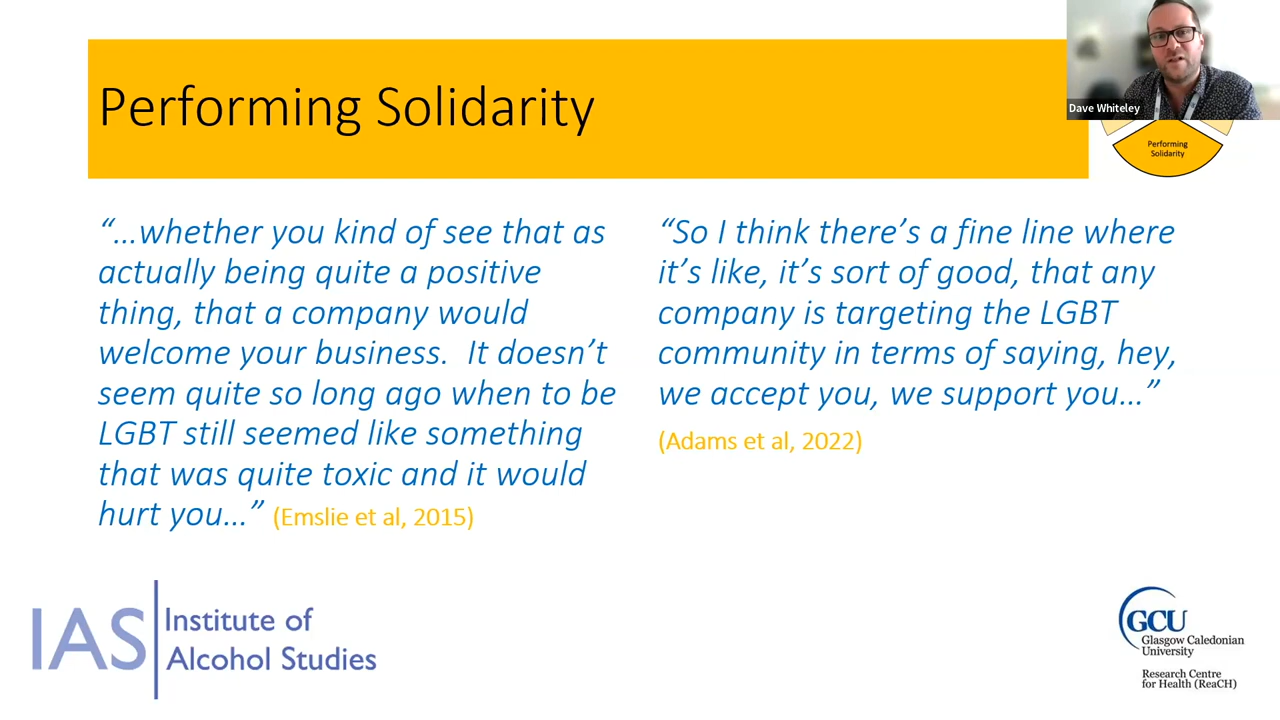 Performing Solidarity
Dave Whiteley
Performing
Solidarity
“…whether you kind of see that as
actually being quite a positive
thing, that a company would
welcome your business.  It doesn’t
seem quite so long ago when to be
LGBT still seemed like something
that was quite toxic and it would
hurt you…” (Emslie et al, 2015)
“So I think there’s a fine line where
it’s like, it’s sort of good, that any
company is targeting the LGBT
community in terms of saying, hey,
we accept you, we support you…”
(Adams et al, 2022)
IAS
Institute of
Alcohol Studies
GCU
Glasgow Caledonian
University
Research Centre
for Health (ReaCH)